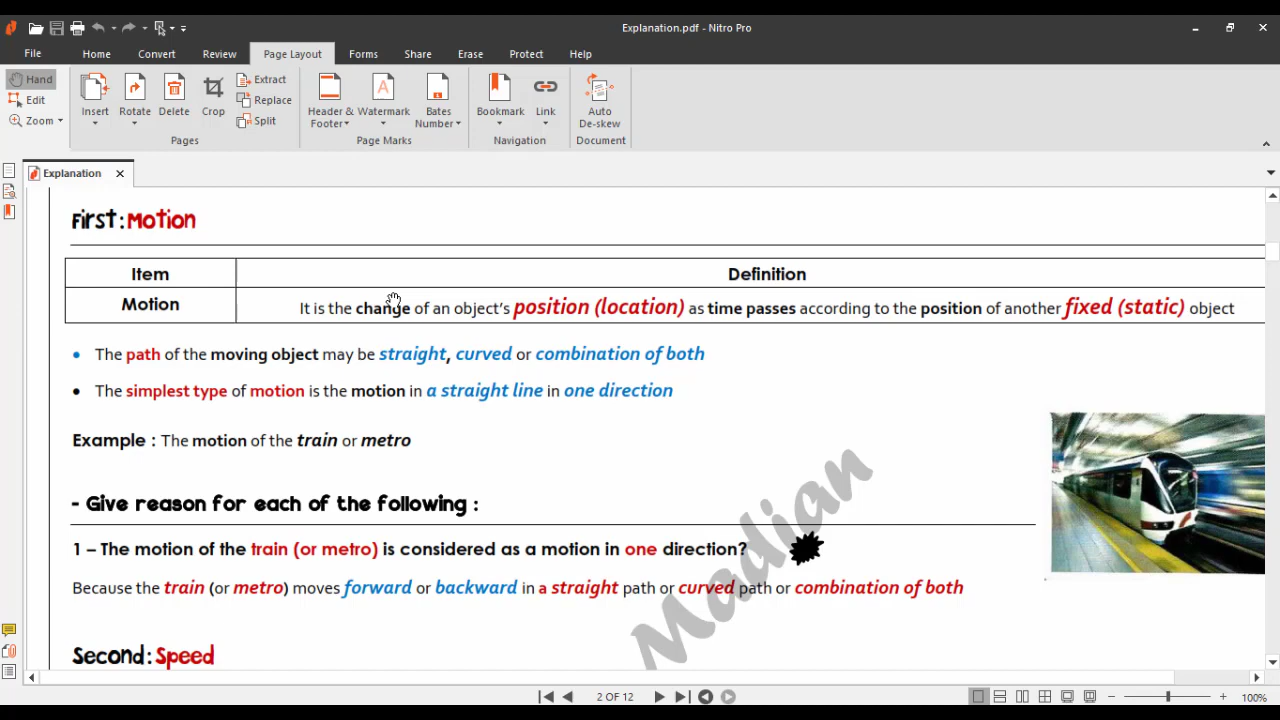 Explanation.pdf - Nitro Pro
File Home Convert Review Page Layout Forms Share Erase Protect Help
Hand
Edit
Zoom
Insert Rotate Delete Crop
Extract
Replace
Split
Header & Footer
Watermark
Bates Number
Bookmark
Link
Auto De-skew
Pages Page Marks Navigation Document
Explanation
First: Motion
Item Definition
Motion It is the change of an object's position (location) as time passes according to the position of another fixed (static) object
• The path of the moving object may be straight, curved or combination of both
• The simplest type of motion is the motion in a straight line in one direction
Example : The motion of the train or metro
- Give reason for each of the following :
1 – The motion of the train (or metro) is considered as a motion in one direction?
Because the train (or metro) moves forward or backward in a straight path or curved path or combination of both
Madian
Second: Speed
2 OF 12
100%